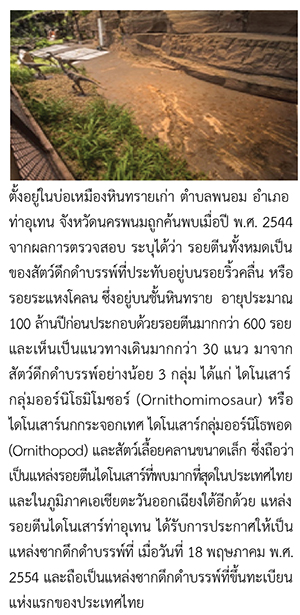 ตั้งอยู่ในบ่อเหมืองหินทรายเก่า ตำบลพนอม อำเภอ
ท่าอุเทน จังหวัดนครพนมถูกค้นพบเมื่อปี พ.ศ. 2544
จากผลการตรวจสอบ ระบุได้ว่า รอยตีนทั้งหมดเป็น
ของสัตว์ดึกดำบรรพ์ที่ประทับอยู่บนรอยริ้วคลื่น หรือ
รอยระแหงโคลน ซึ่งอยู่บนชั้นหินทราย อายุประมาณ
100 ล้านปีก่อนประกอบด้วยรอยตีนมากกว่า 600 รอย
และเห็นเป็นแนวทางเดินมากกว่า 30 แนว มาจาก
สัตว์ดึกดำบรรพ์อย่างน้อย 3 กลุ่ม ได้แก่ ไดโนเสาร์
กลุ่มออร์นิโธมิโมซอร์ (Ornithomimosaur) หรือ
ไดโนเสาร์นกกระจอกเทศ ไดโนเสาร์กลุ่มออร์นิโธพอด
(Ornithopod) และสัตว์เลื้อยคลานขนาดเล็ก ซึ่งถือว่า
เป็นแหล่งรอยตีนไดโนเสาร์ที่พบมากที่สุดในประเทศไทย
และในภูมิภาคเอเชียตะวันออกเฉียงใต้อีกด้วย แหล่ง
รอยตีนไดโนเสาร์ท่าอุเทน ได้รับการประกาศให้เป็น
แหล่งซากดึกดำบรรพ์ที่ เมื่อวันที่ 18 พฤษภาคม พ.ศ.
2554 และถือเป็นแหล่งซากดึกดำบรรพ์ที่ขึ้นทะเบียน
แห่งแรกของประเทศไทย